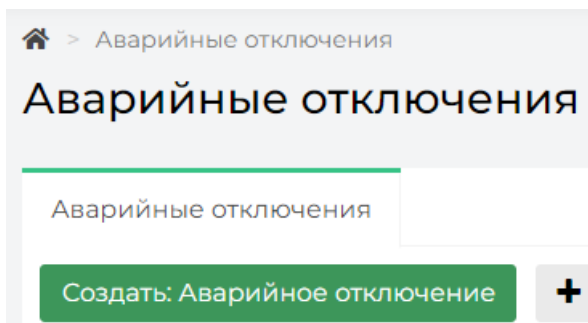 > Аварийные отключения
Аварийные отключения
Аварийные отключения
Создать: Аварийное отключение +